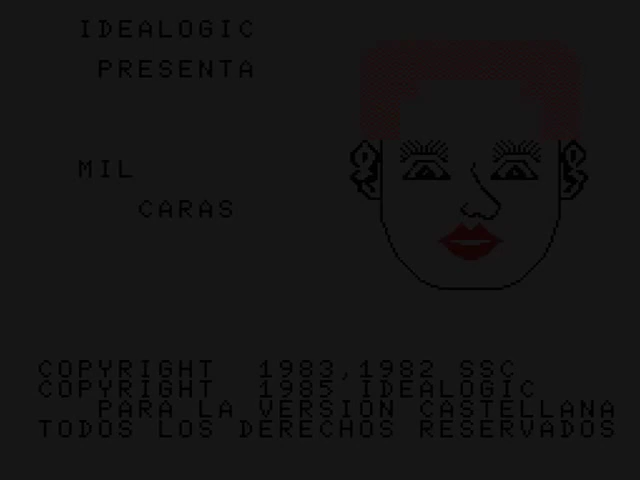 IDEALOGIC
PRESENTA
MIL
CARAS
COPYRIGHT 1983,1982 SSC
COPYRIGHT 1985 IDEALOGIC
PARA LA VERSION CASTELLANA
TODOS LOS DERECHOS RESERVADOS